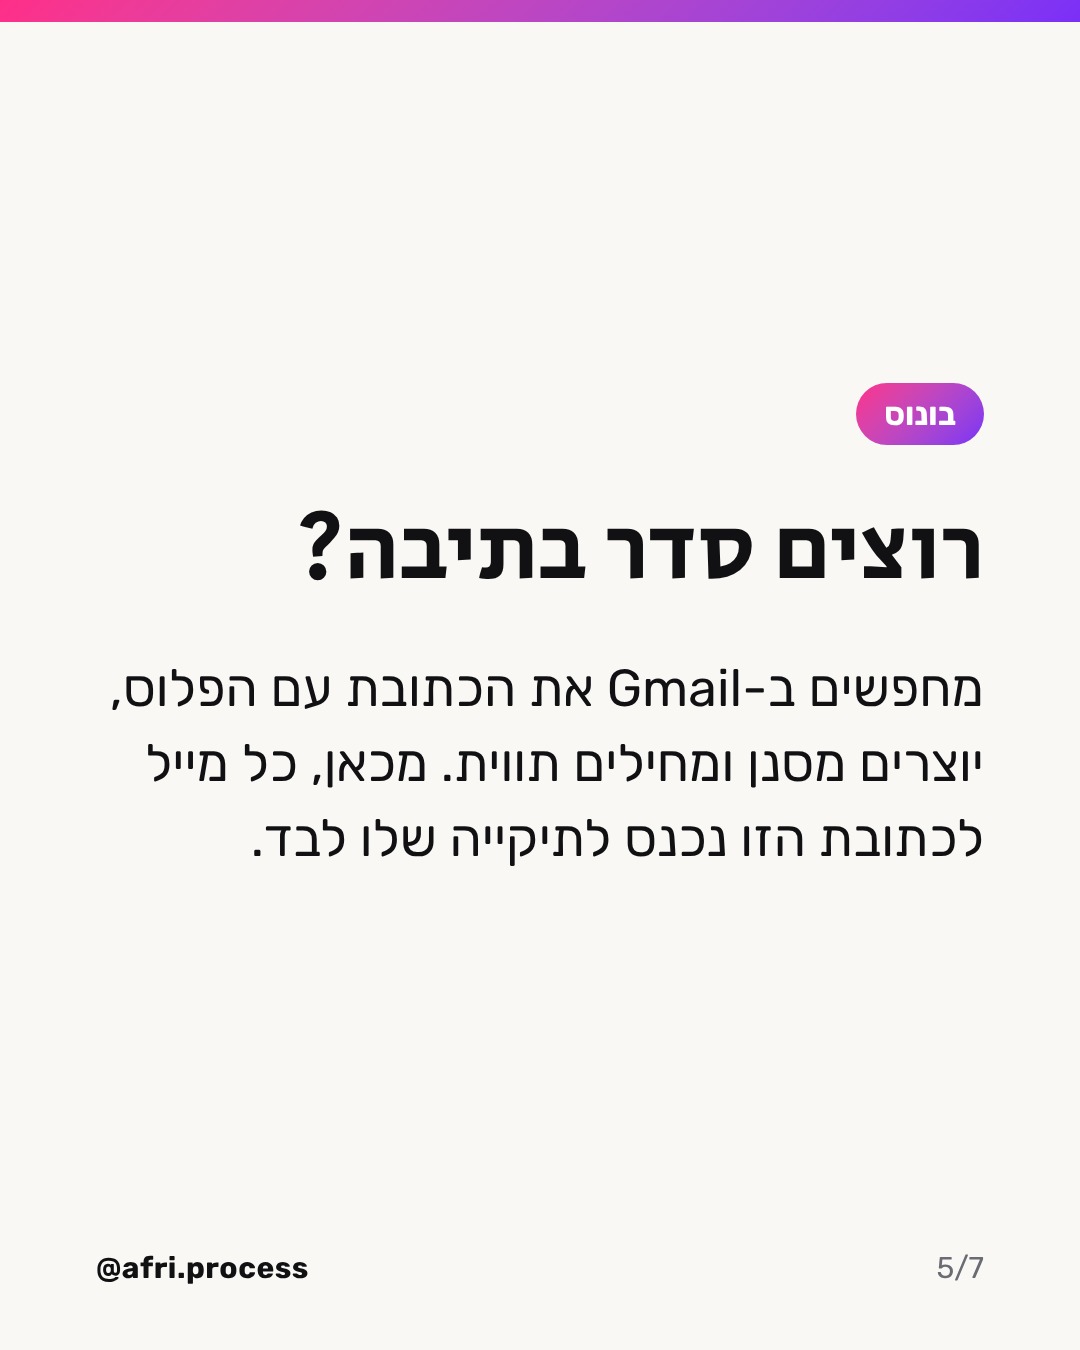 בונוס
רוצים סדר בתיבה?
מחפשים ב-Gmail את הכתובת עם הפלוס,
יוצרים מסנן ומחילים תווית. מכאן, כל מייל
לכתובת הזו נכנס לתיקייה שלו לבד.
@afri.process
5/7